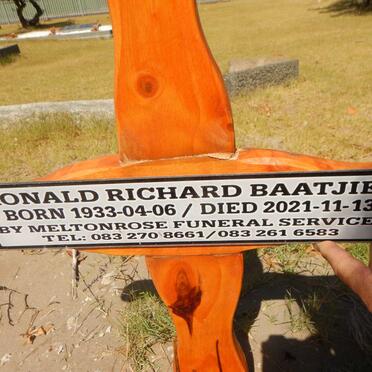 ONALD RICHARD BAATJIE
BORN 1933-04-06 / DIED 2021-11-13
BY MELTONROSE FUNERAL SERVICE
TEL: 083 270 8661/083 261 6583